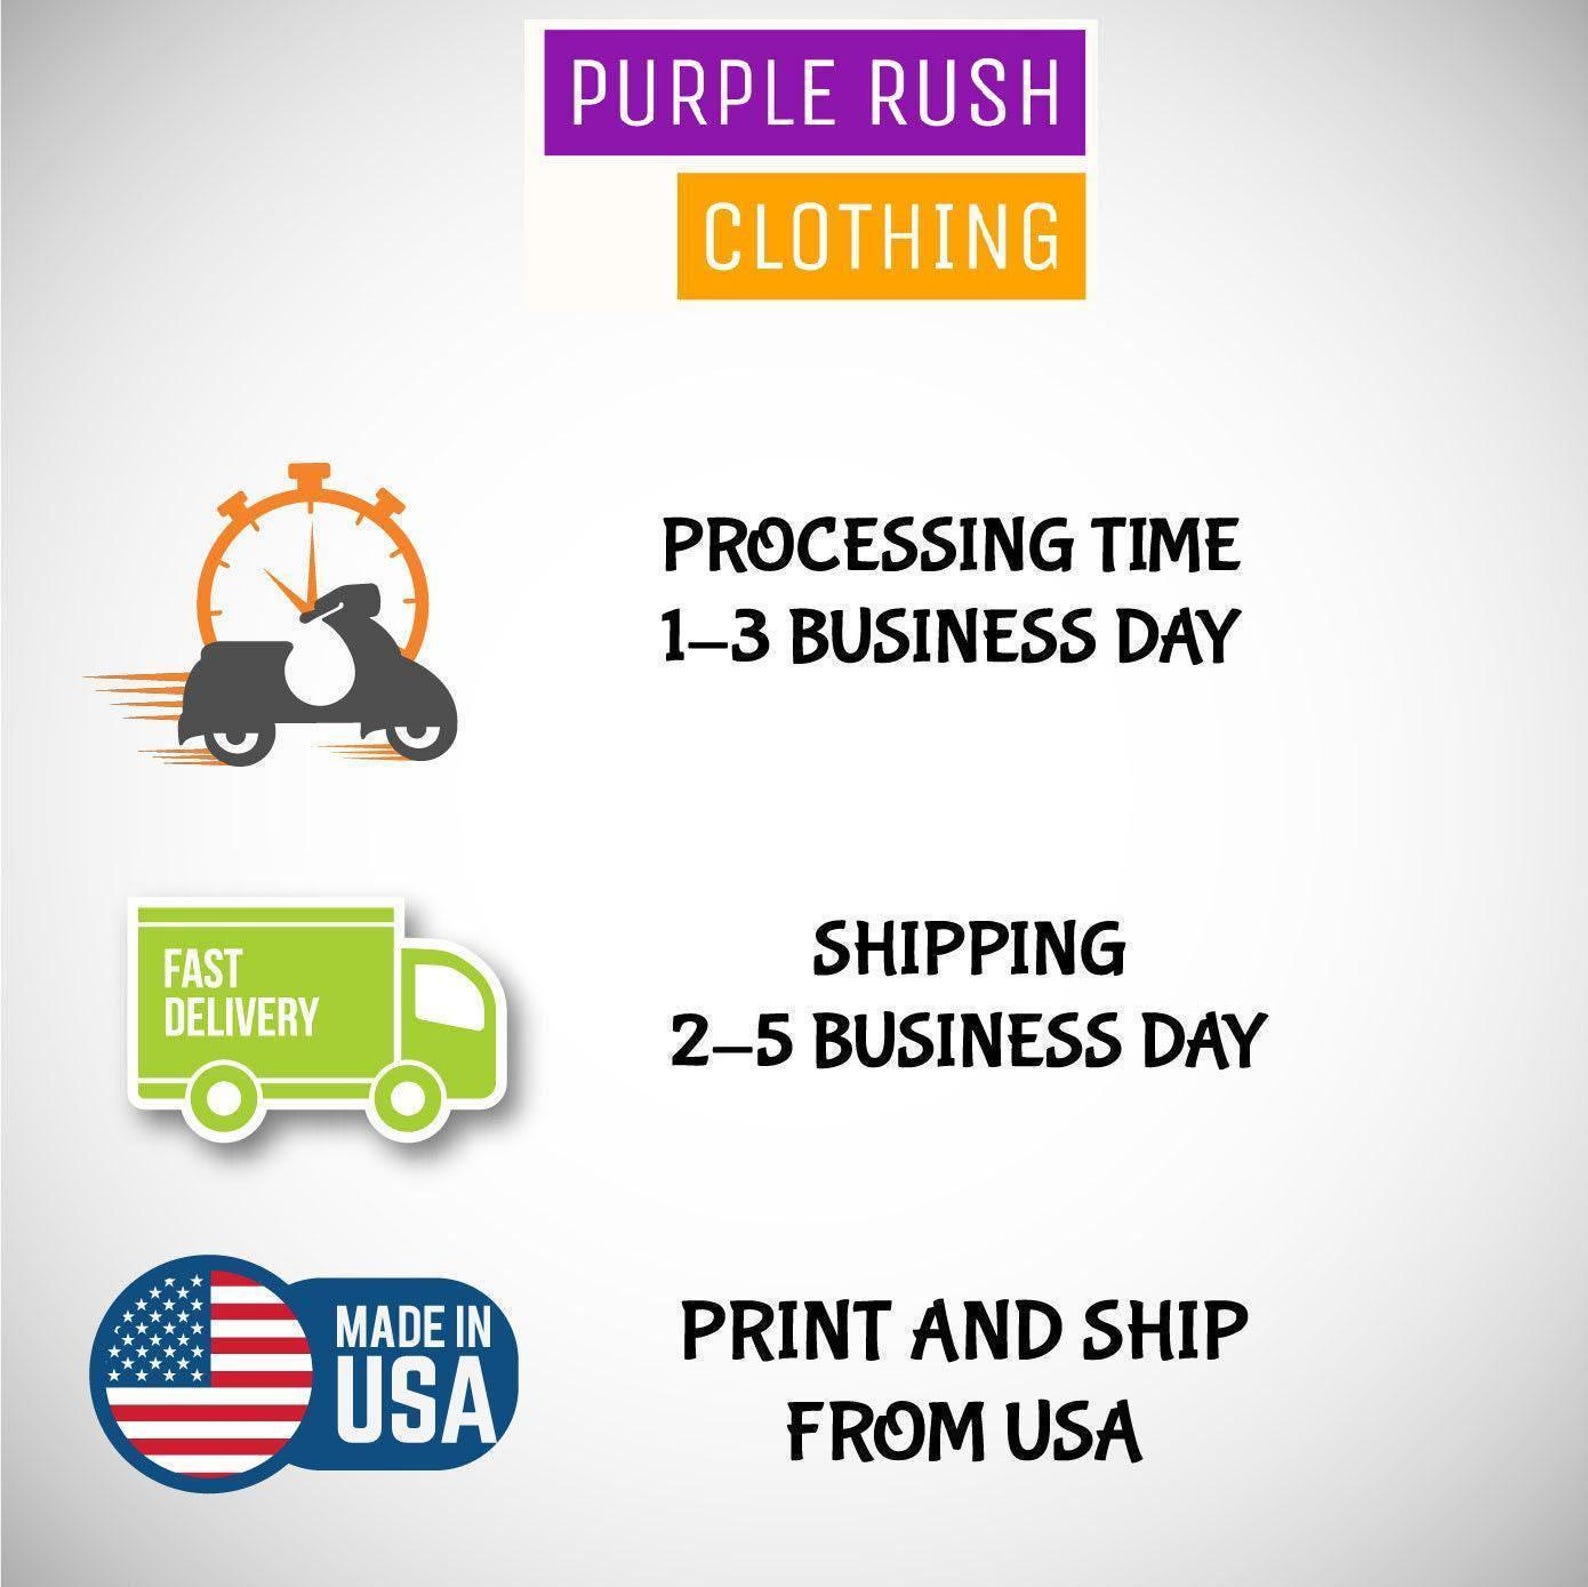 PURPLE RUSH
CLOTHING
PROCESSING TIME
1-3 BUSINESS DAY
FAST
DELIVERY
SHIPPING
2-5 BUSINESS DAY
MADE IN
USA
PRINT AND SHIP
FROM USA